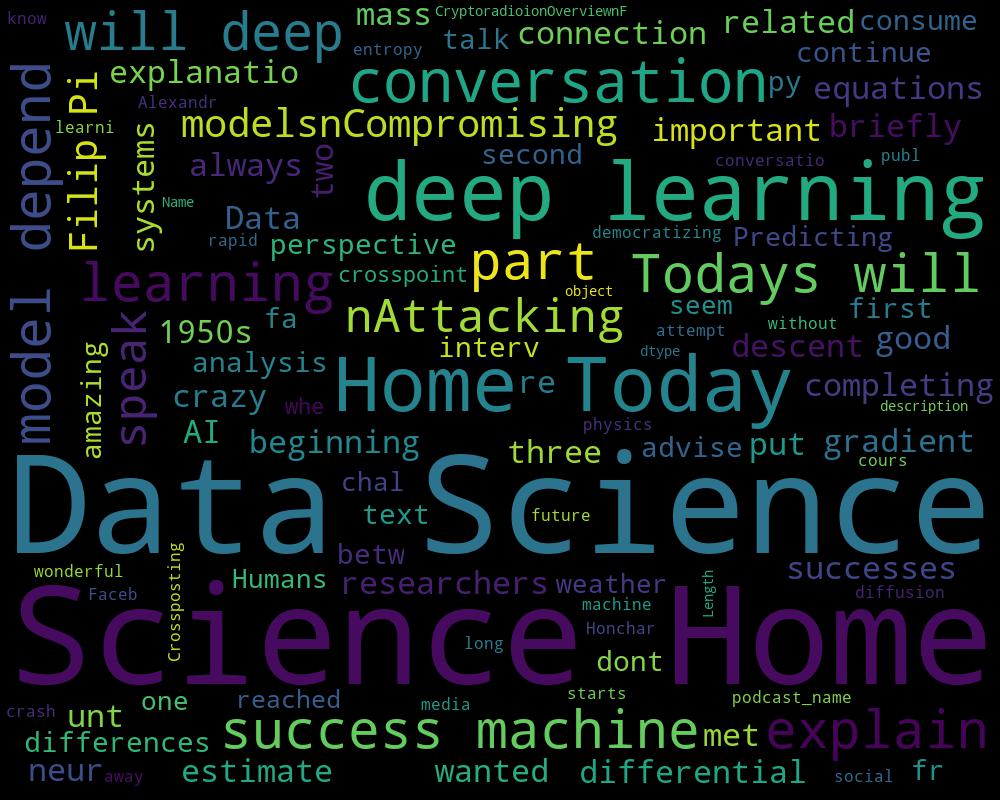 know
will deep
mass
CryptoradioionOverviewnF
entropy
talk
connection
related
consume
continue
explanatio
conversation
py
equations
Alexandr
model depend
Filip Pi
learni
systems
modelsnCompromising
important
briefly
always
two
second
conversatio
publ
deep learning
Name
Data
rapid
perspective
democratizing
Predicting
learning
crosspoint
part
object
Todays will
speak
1950s
fa
nAttacking
seem
first
attempt
without
amazing
analysis
interv
dtype
descent
good
crazy
whe
Home
re
Today
completing
description
AI
beginning
physics
three
advise
put
gradient
cours
Data Science
chal
text
future
betw
wonderful
Crossposting
Humans
researchers
weather
successes
Faceb
Length
diffusion
Science Home
machine
Honchar
long
dont
crash
unt
one
reached
media
starts
podcast_name
differences
success machine
met
explain
neur
away
estimate
wanted
differential
social
fr